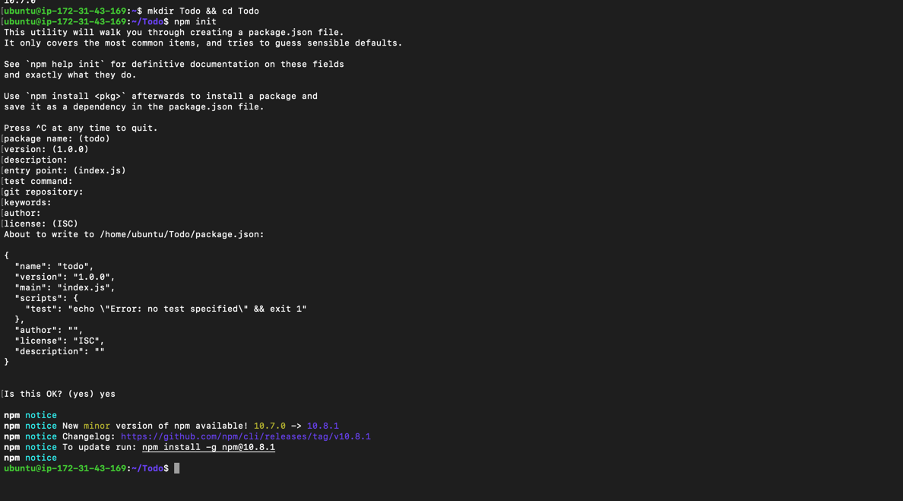 10.7.0
ubuntu@ip-172-31-43-169:~$ mkdir Todo && cd Todo
ubuntu@ip-172-31-43-169:~/Todo$ npm init
This utility will walk you through creating a package.json file.
It only covers the most common items, and tries to guess sensible defaults.
See `npm help init` for definitive documentation on these fields
and exactly what they do.
Use `npm install <pkg>` afterwards to install a package and
save it as a dependency in the package.json file.
Press ^C at any time to quit.
package name: (todo)
version: (1.0.0)
description:
entry point: (index.js)
test command:
git repository:
keywords:
author:
license: (ISC)
About to write to /home/ubuntu/Todo/package.json:
{
  "name": "todo",
  "version": "1.0.0",
  "main": "index.js",
  "scripts": {
    "test": "echo \"Error: no test specified\" && exit 1"
  },
  "author": "",
  "license": "ISC",
  "description": ""
}
Is this OK? (yes) yes
npm notice
npm notice New minor version of npm available! 10.7.0 -> 10.8.1
npm notice Changelog: https://github.com/npm/cli/releases/tag/v10.8.1
npm notice To update run: npm install -g npm@10.8.1
npm notice
ubuntu@ip-172-31-43-169:~/Todo$